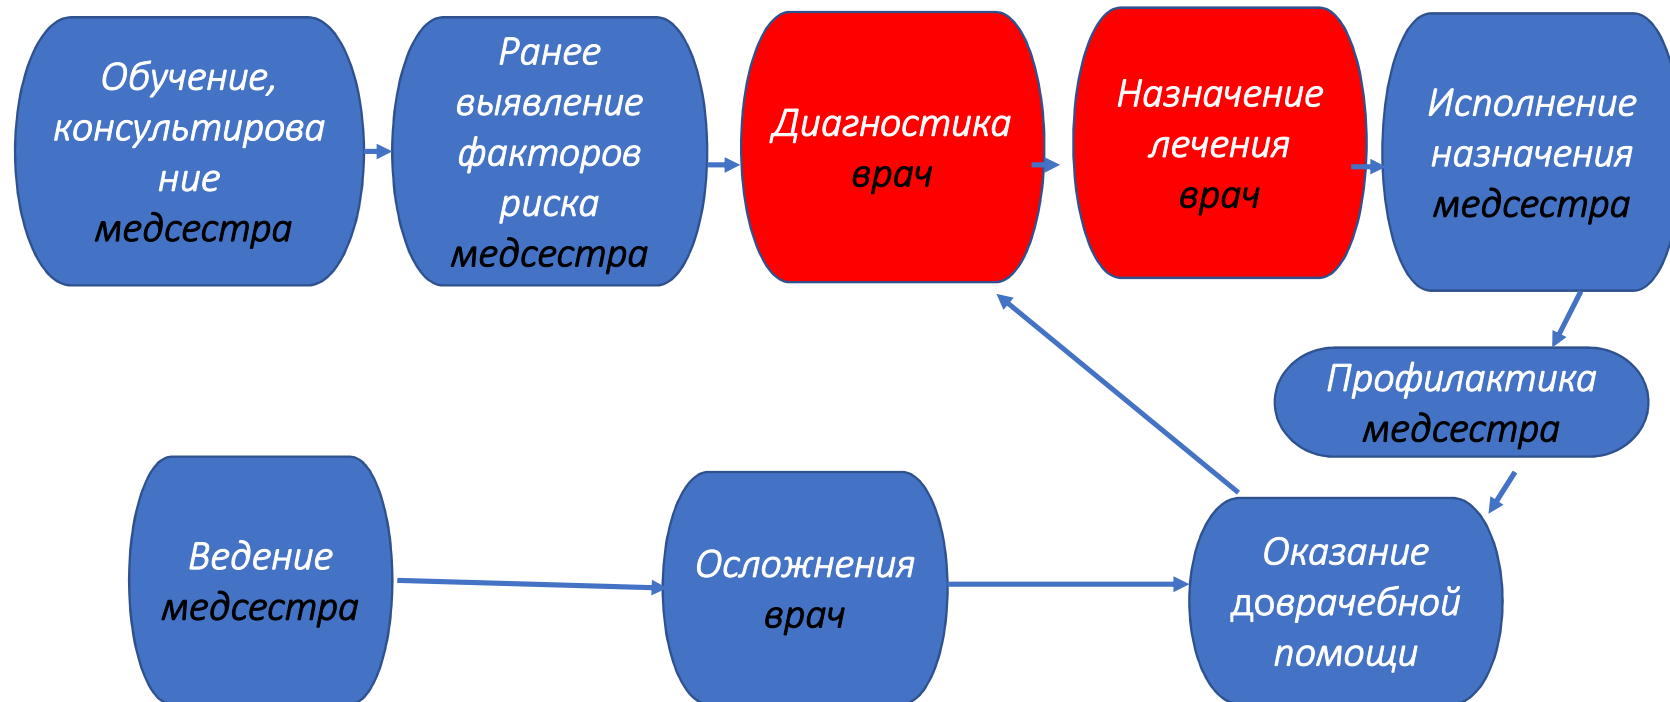 Обучение,
консультирова
ние
медсестра
Ранее
выявление
факторов
риска
медсестра
Диагностика
врач
Назначение
лечения
врач
Исполнение
назначения
медсестра
Профилактика
медсестра
Ведение
медсестра
Осложнения
врач
Оказание
доврачебной
помощи